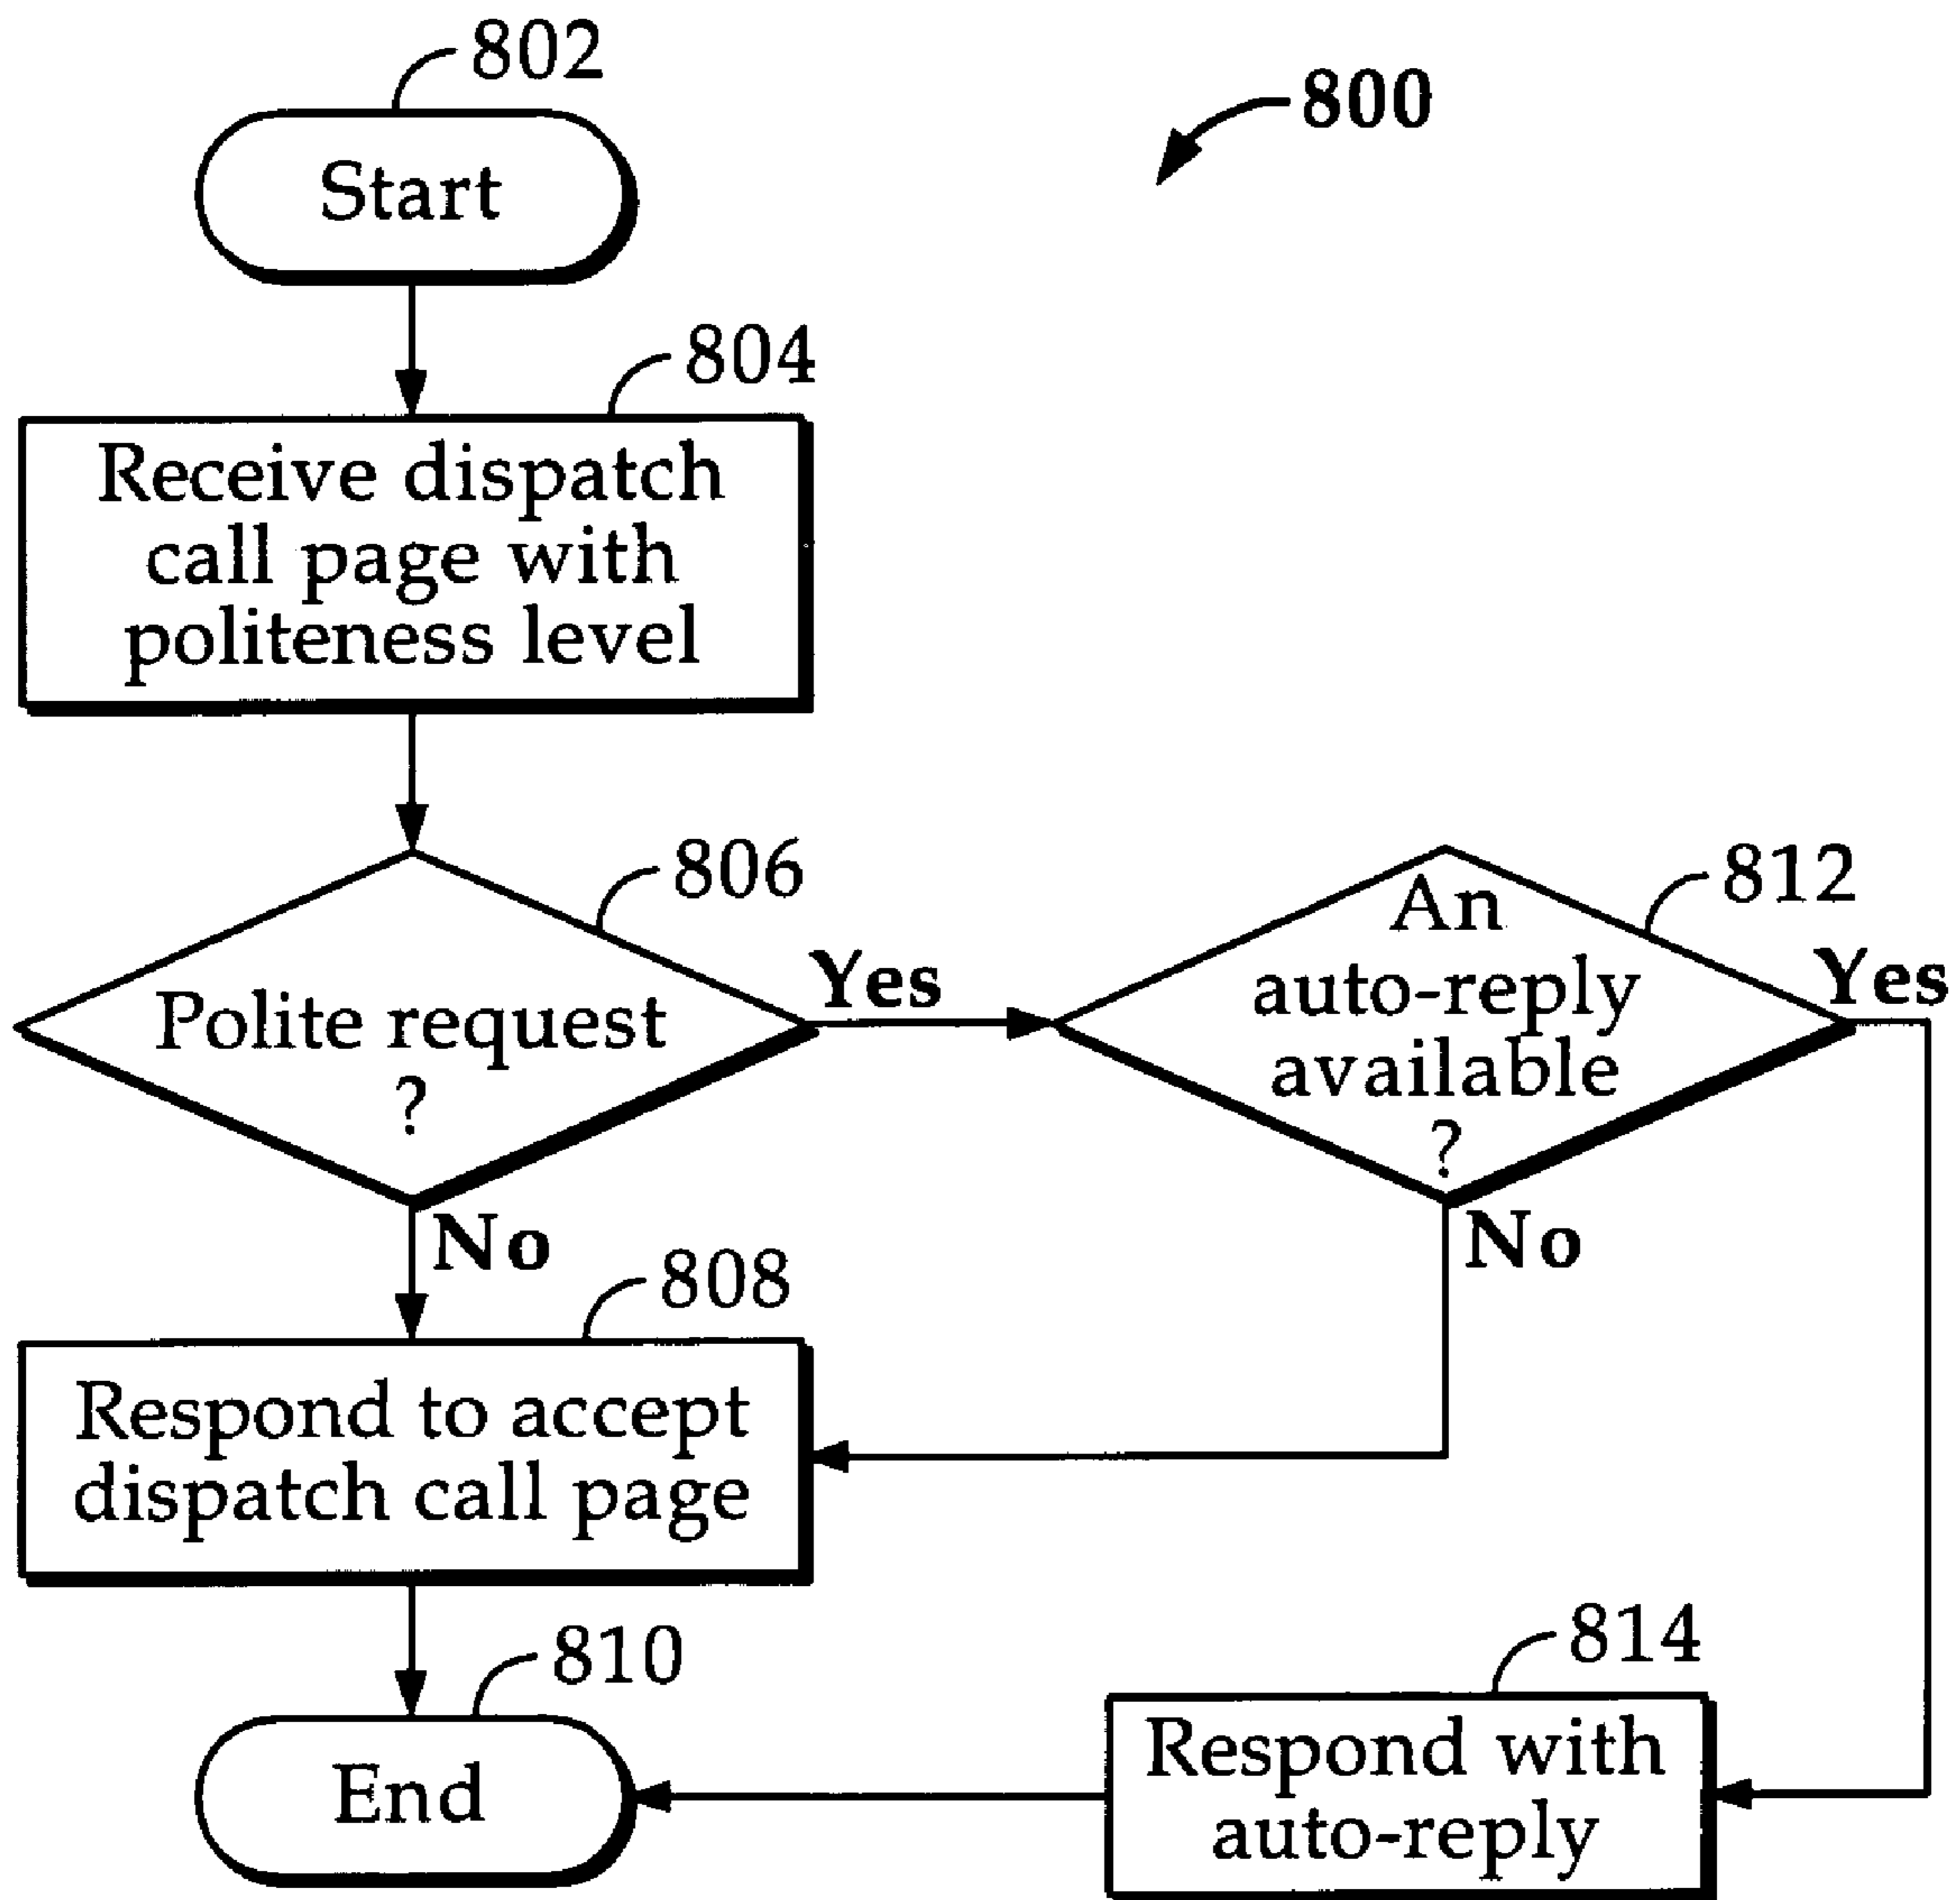 802
800
Start
804
Receive dispatch
call page with
politeness level
806
Polite request
?
Yes
No
812
An
auto-reply
available
?
Yes
No
808
Respond to accept
dispatch call page
810
End
814
Respond with
auto-reply